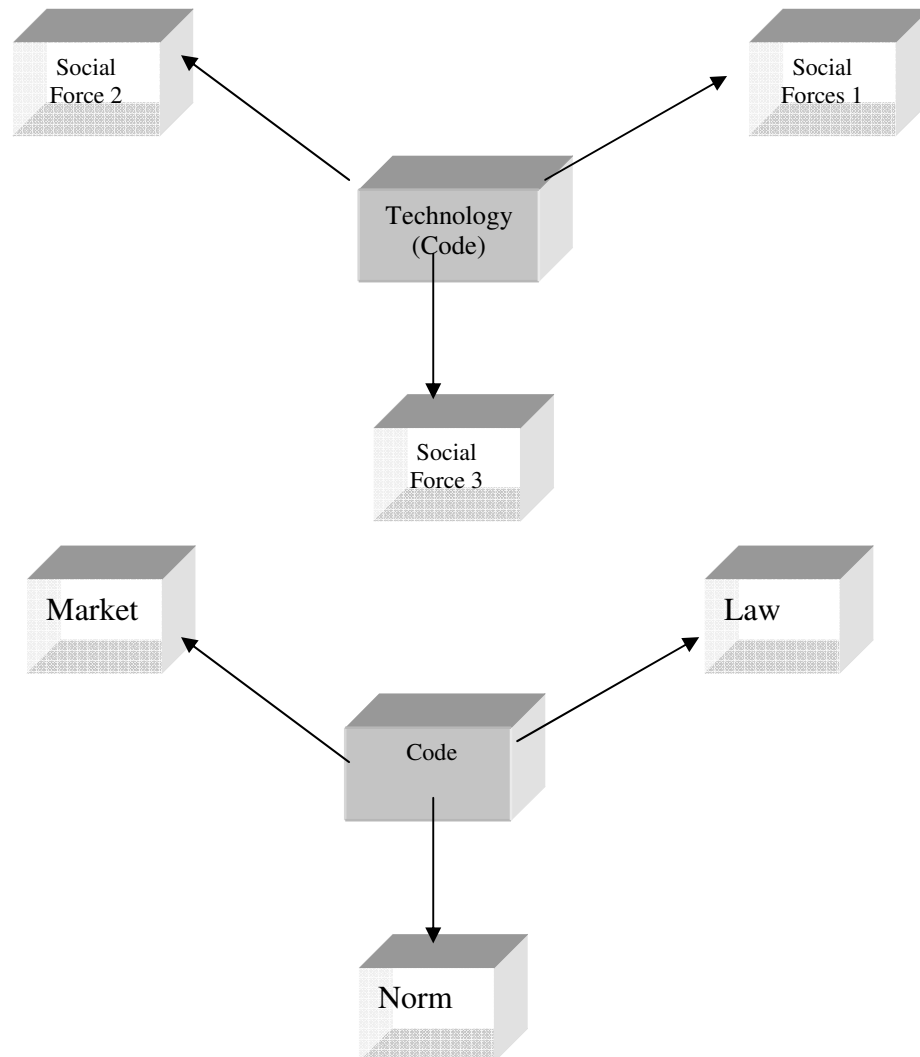 Social
Force 2
Social
Forces 1
Technology
(Code)
Social
Force 3
Market
Law
Code
Norm